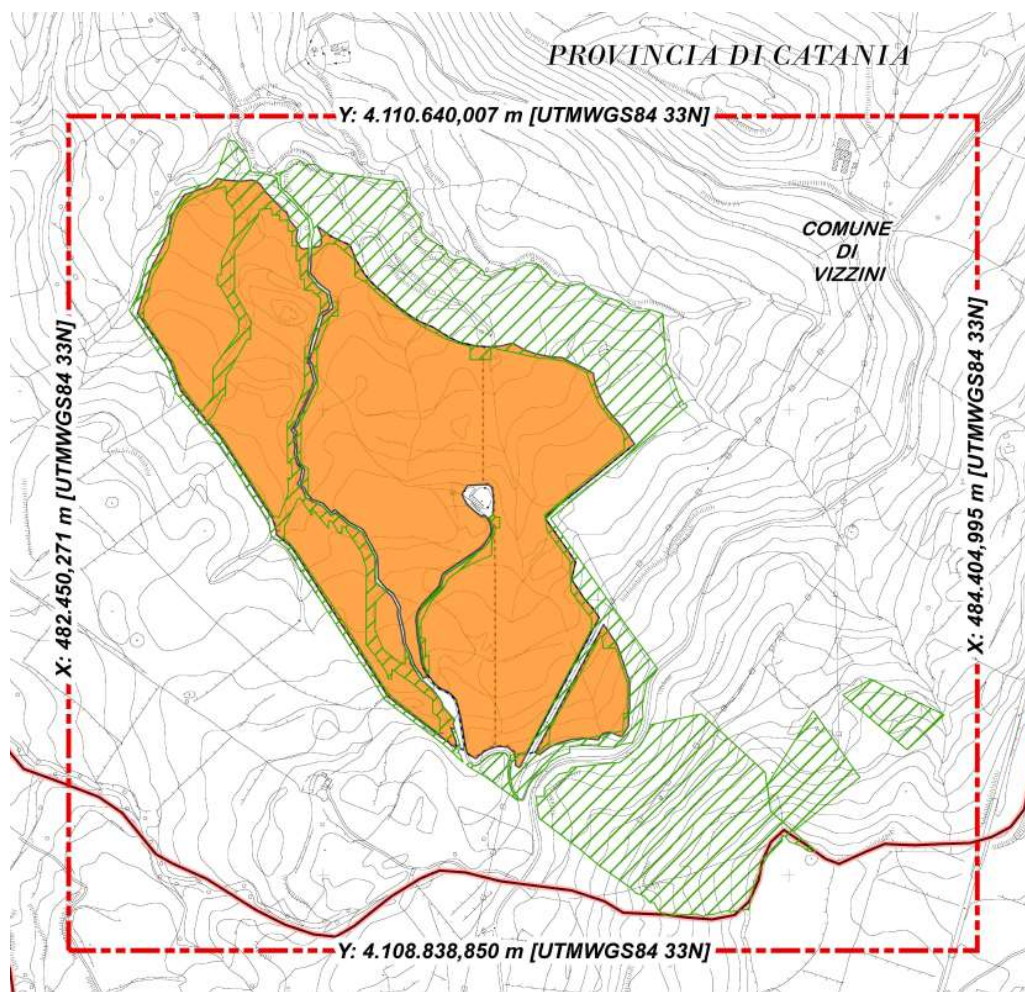 PROVINCIA DI CATANIA
Y: 4.110.640,007 m [UTMWGS84 33N]
COMUNE
DI
VIZZINI
X: 482.450,271 m [UTMWGS84 33N]
X: 484.404,995 m [UTMWGS84 33N]
Y: 4.108.838,850 m [UTMWGS84 33N]